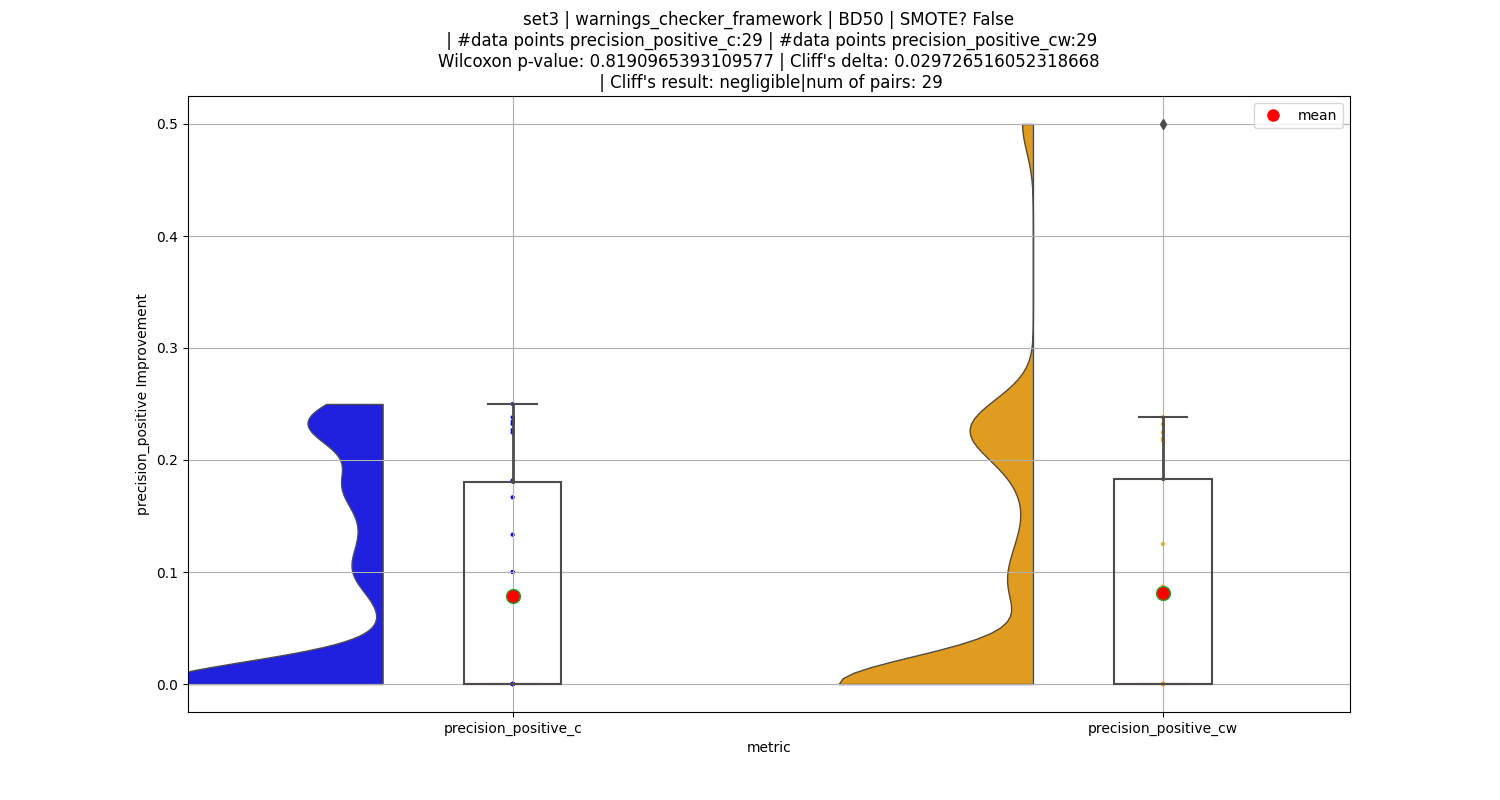 set3 | warnings_checker_framework | BD50 | SMOTE? False
| #data points precision_positive_c:29 | #data points precision_positive_cw:29
Wilcoxon p-value: 0.8190965393109577 | Cliff's delta: 0.029726516052318668
| Cliff's result: negligible|num of pairs: 29
mean
0.5
0.4
0.3
0.2
0.1
0.0
precision_positive Improvement
precision_positive_c
precision_positive_cw
metric